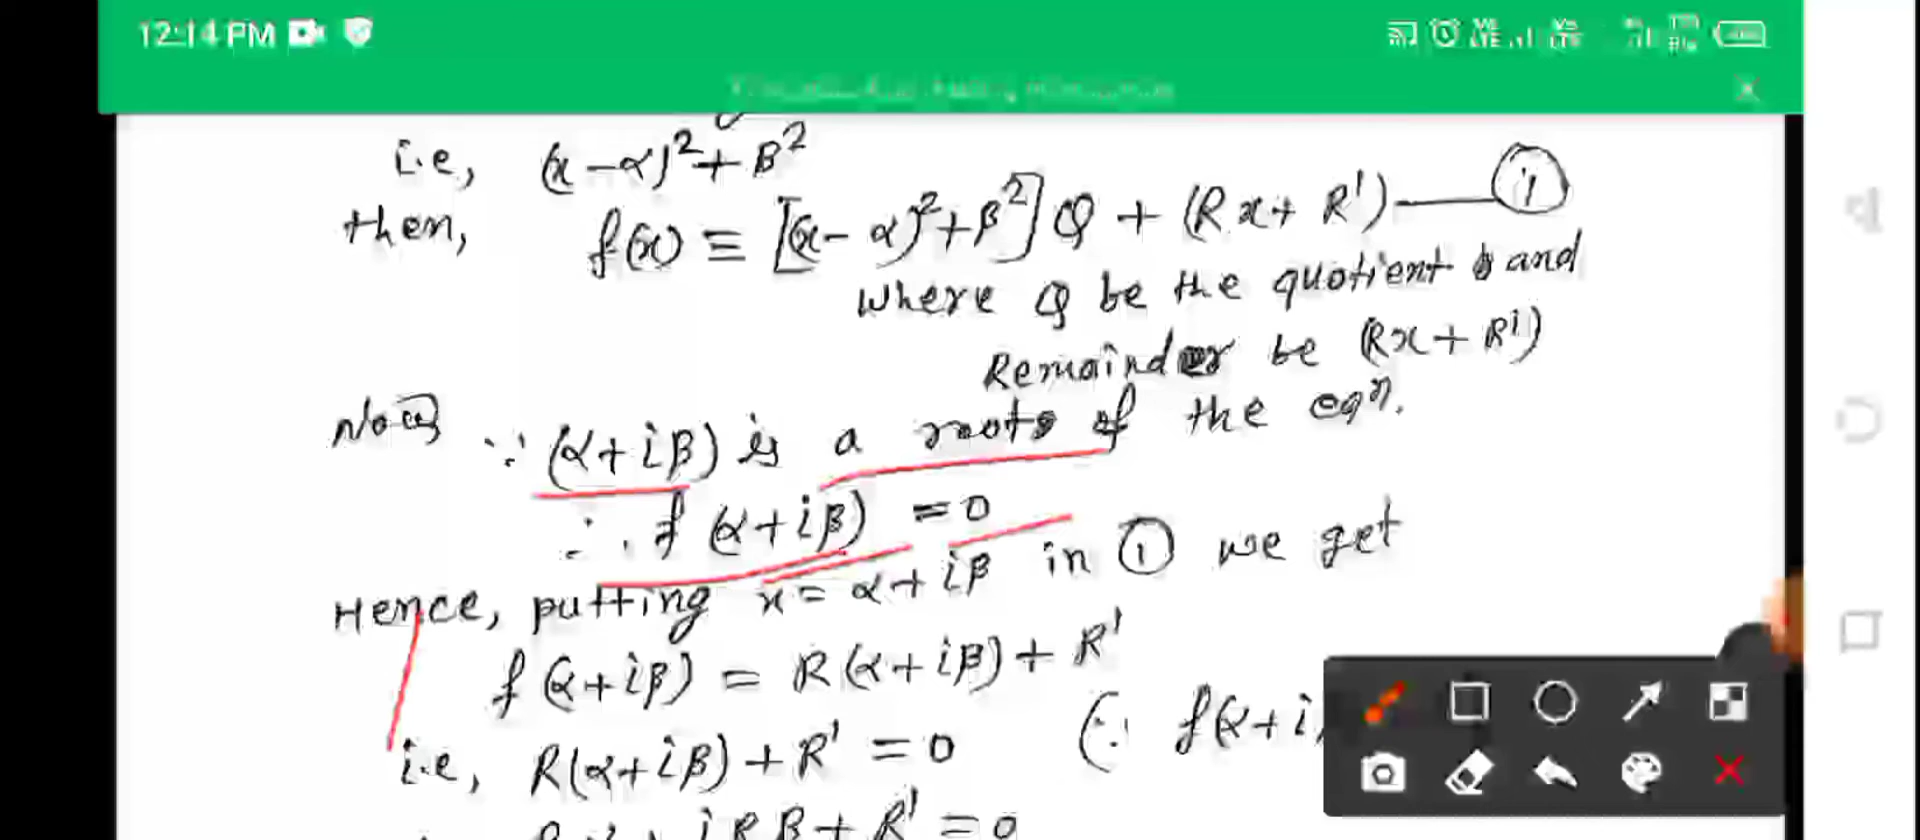 12:14 PM
i.e, (x-α)²+β²
then, f(x) ≡ [(x-α)²+β²] Q + (Rx+R') — (1)
where Q be the quotient and
Remainder be (Rx+R')
Now ∵ (α+iβ) is a roots of the eqⁿ.
∴ f(α+iβ) = 0
Hence, putting x = α+iβ in (1) we get
f(α+iβ) = R(α+iβ)+R'
i.e, R(α+iβ)+R' = 0 (∵ f(α+i
+ iRβ + R' = 0